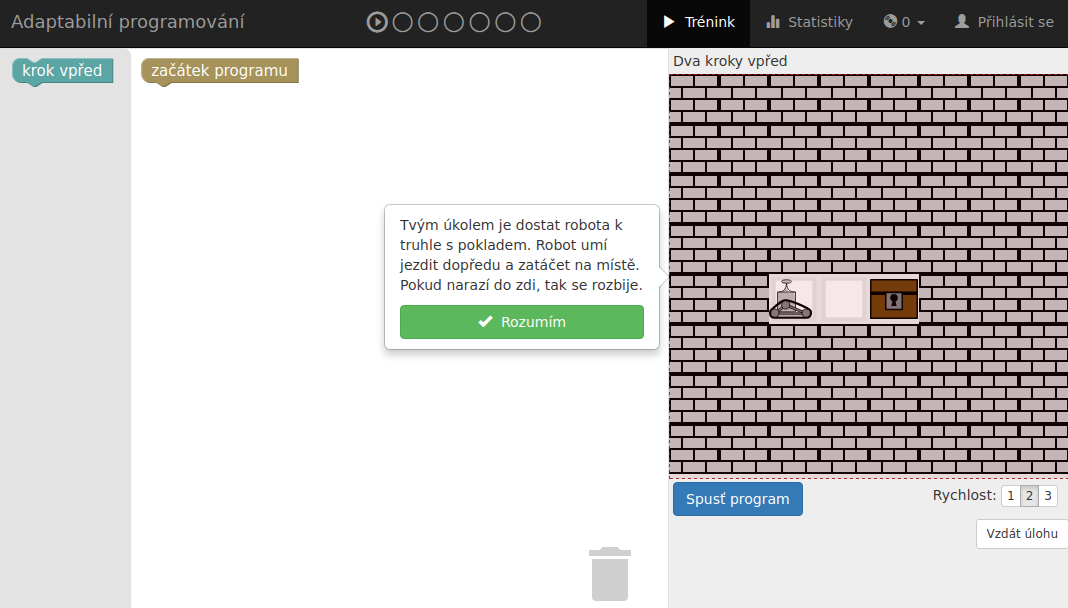 Adaptabilní programování
Trénink
Statistiky
0
Přihlásit se
krok vpřed
začátek programu
Dva kroky vpřed
Tvým úkolem je dostat robota k
truhle s pokladem. Robot umí
jezdit dopředu a zatáčet na místě.
Pokud narazí do zdi, tak se rozbije.
Rozumím
Spusť program
Rychlost: 1 2 3
Vzdát úlohu